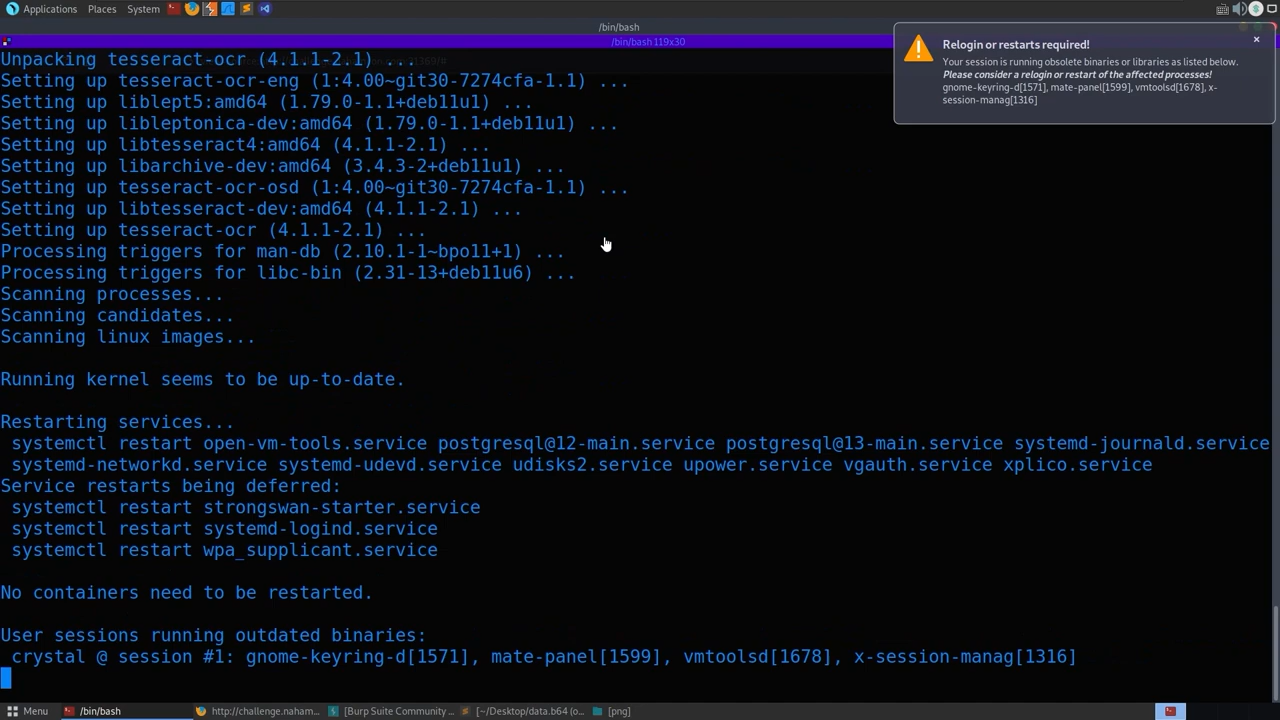 Applications Places System
/bin/bash
/bin/bash 119x30
Relogin or restarts required!
Your session is running obsolete binaries or libraries as listed below.
Please consider a relogin or restart of the affected processes!
gnome-keyring-d[1571], mate-panel[1599], vmtoolsd[1678], x-
session-manag[1316]
Unpacking tesseract-ocr (4.1.1-2.1) ...
Setting up tesseract-ocr-eng (1:4.00~git30-7274cfa-1.1) ...
Setting up liblept5:amd64 (1.79.0-1.1+deb11u1) ...
Setting up libleptonica-dev:amd64 (1.79.0-1.1+deb11u1) ...
Setting up libtesseract4:amd64 (4.1.1-2.1) ...
Setting up libarchive-dev:amd64 (3.4.3-2+deb11u1) ...
Setting up tesseract-ocr-osd (1:4.00~git30-7274cfa-1.1) ...
Setting up libtesseract-dev:amd64 (4.1.1-2.1) ...
Setting up tesseract-ocr (4.1.1-2.1) ...
Processing triggers for man-db (2.10.1-1~bpo11+1) ...
Processing triggers for libc-bin (2.31-13+deb11u6) ...
Scanning processes...
Scanning candidates...
Scanning linux images...
Running kernel seems to be up-to-date.
Restarting services...
systemctl restart open-vm-tools.service postgresql@12-main.service postgresql@13-main.service systemd-journald.service
systemd-networkd.service systemd-udevd.service udisks2.service upower.service vgauth.service xplico.service
Service restarts being deferred:
systemctl restart strongswan-starter.service
systemctl restart systemd-logind.service
systemctl restart wpa_supplicant.service
No containers need to be restarted.
User sessions running outdated binaries:
crystal @ session #1: gnome-keyring-d[1571], mate-panel[1599], vmtoolsd[1678], x-session-manag[1316]
Menu /bin/bash http://challenge.naham... [Burp Suite Community ... [~/Desktop/data.b64 (o... [png]